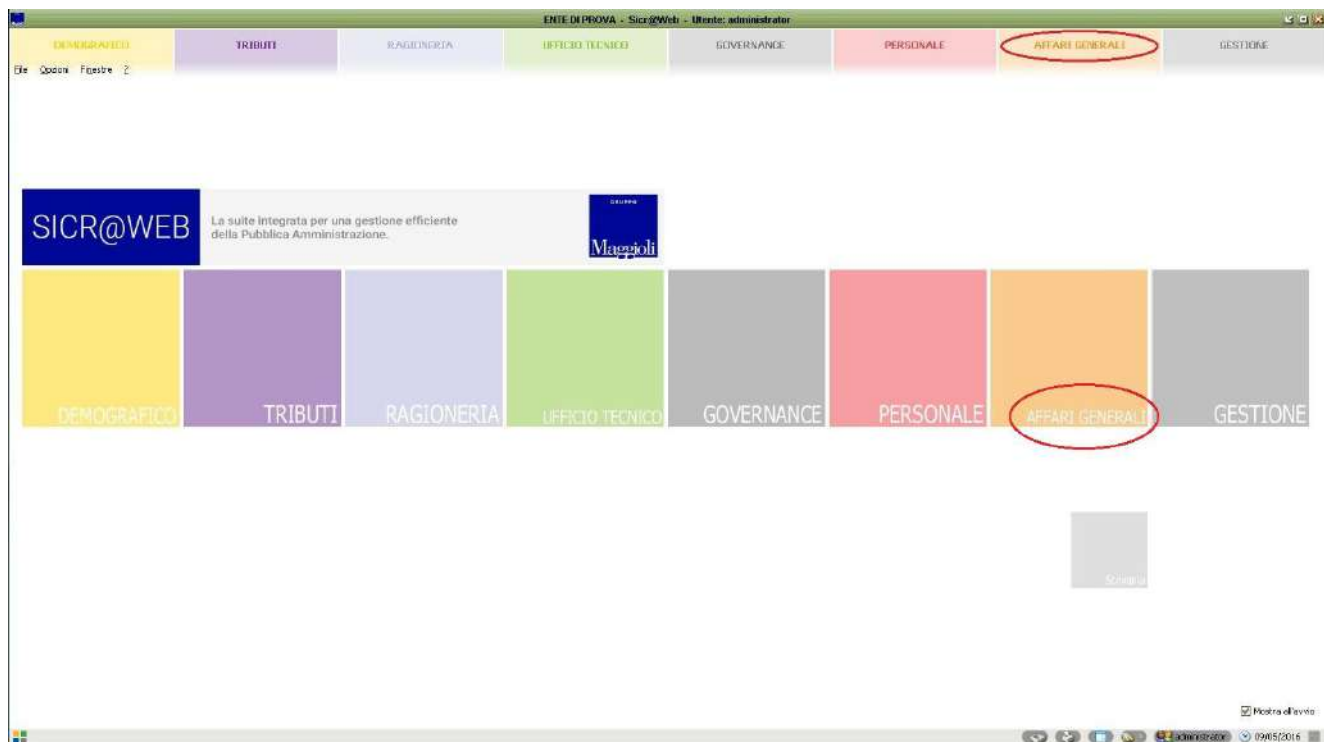 ENTE DI PROVA - Sicr@Web - Utente: administrator
DEMOGRAFICO TRIBUTI RAGIONERIA UFFICIO TECNICO GOVERNANCE PERSONALE AFFARI GENERALI GESTIONE
File Opzioni Finestre ?
SICR@WEB
La suite integrata per una gestione efficiente
della Pubblica Amministrazione.
GRUPPO
Maggioli
DEMOGRAFICO TRIBUTI RAGIONERIA UFFICIO TECNICO GOVERNANCE PERSONALE AFFARI GENERALI GESTIONE
Scrivania
Mostra all'avvio
administrator 09/05/2016